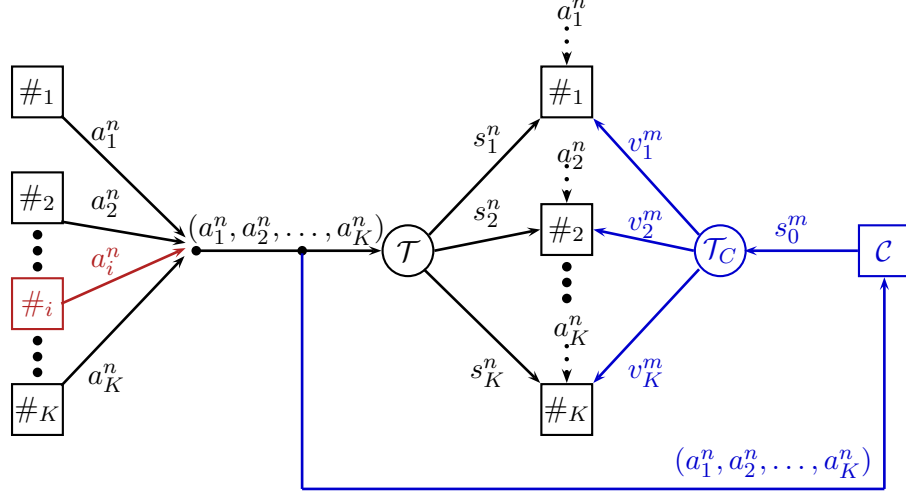 a_1^n
#_1
#_1
a_1^n
s_1^n
v_1^m
a_2^n
#_2
a_2^n
(a_1^n, a_2^n, . . . , a_K^n)
s_2^n
#_2
v_2^m
s_0^m
𝒯
𝒯_C
𝒞
a_i^n
#_i
a_K^n
a_K^n
s_K^n
v_K^m
#_K
#_K
(a_1^n, a_2^n, . . . , a_K^n)